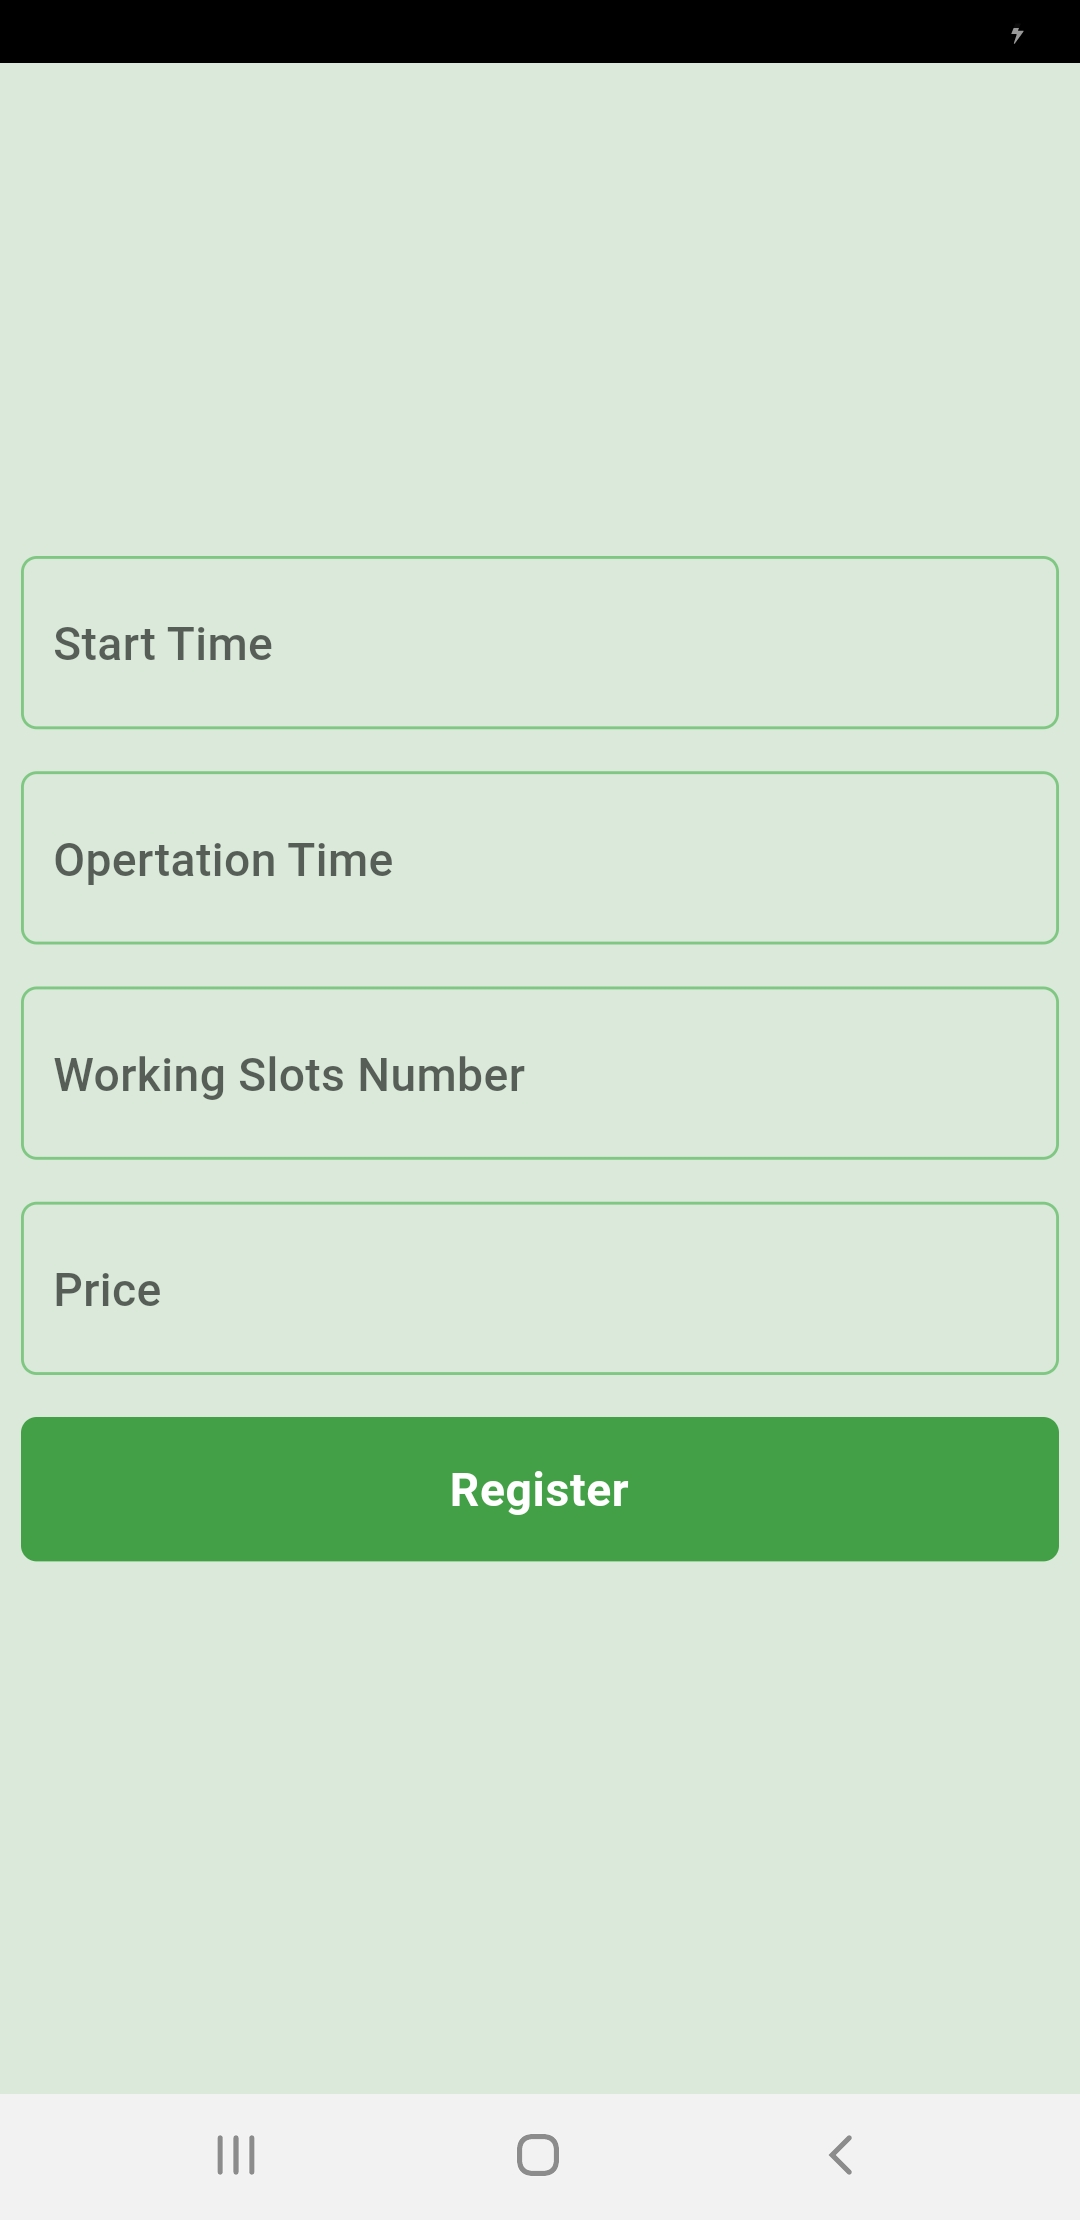 Start Time
Opertation Time
Working Slots Number
Price
Register